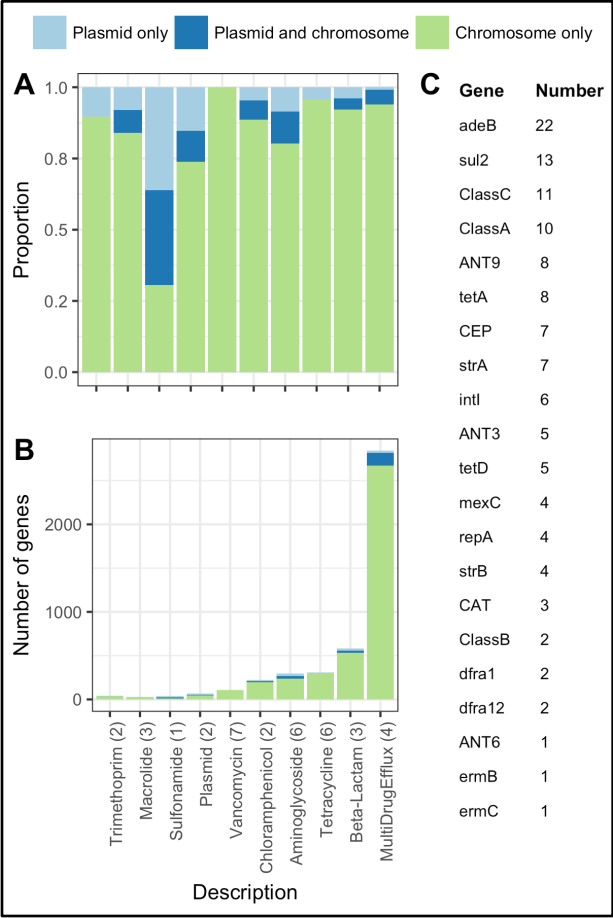 Plasmid only Plasmid and chromosome Chromosome only
A
1.0
0.8
0.5
0.2
0.0
Proportion
B
2000
1000
0
Number of genes
Trimethoprim (2)
Macrolide (3)
Sulfonamide (1)
Plasmid (2)
Vancomycin (7)
Chloramphenicol (2)
Aminoglycoside (6)
Tetracycline (6)
Beta-Lactam (3)
MultiDrugEfflux (4)
Description
C
Gene Number
adeB 22
sul2 13
ClassC 11
ClassA 10
ANT9 8
tetA 8
CEP 7
strA 7
intI 6
ANT3 5
tetD 5
mexC 4
repA 4
strB 4
CAT 3
ClassB 2
dfra1 2
dfra12 2
ANT6 1
ermB 1
ermC 1